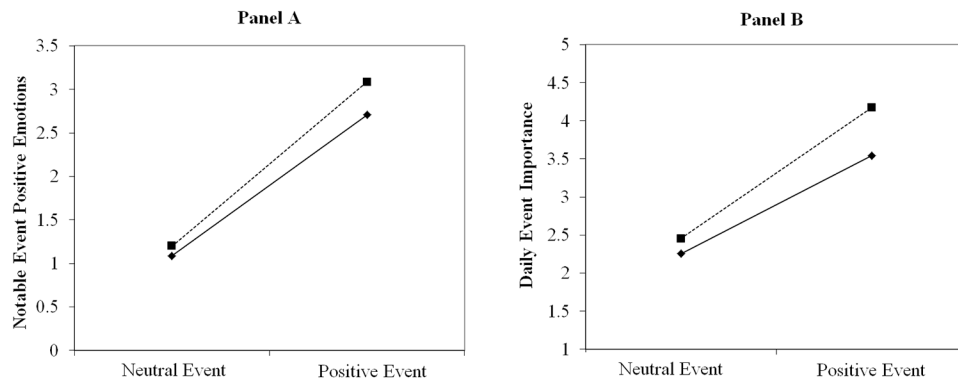 Panel A
Notable Event Positive Emotions
3.5
3
2.5
2
1.5
1
0.5
0
Neutral Event
Positive Event
Panel B
Daily Event Importance
5
4.5
4
3.5
3
2.5
2
1.5
1
Neutral Event
Positive Event